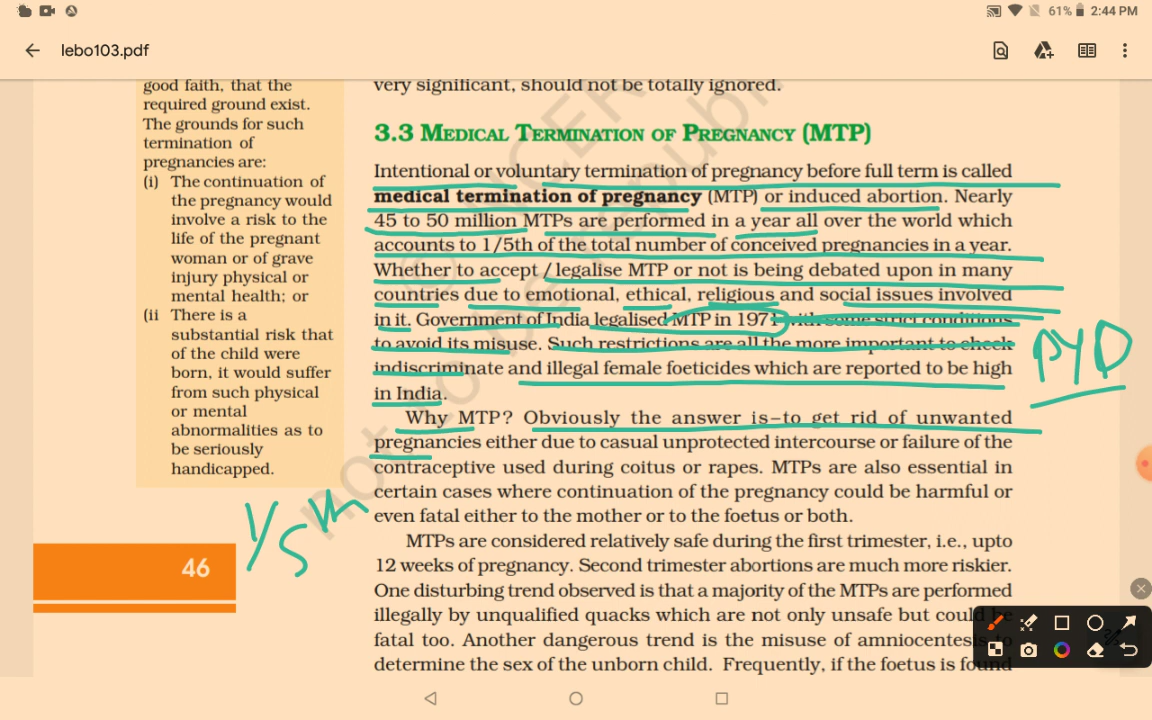 61% 2:44 PM
lebo103.pdf
good faith, that the
required ground exist.
The grounds for such
termination of
pregnancies are:
(i) The continuation of
the pregnancy would
involve a risk to the
life of the pregnant
woman or of grave
injury physical or
mental health; or
(ii There is a
substantial risk that
of the child were
born, it would suffer
from such physical
or mental
abnormalities as to
be seriously
handicapped.
46
1/5th
very significant, should not be totally ignored.
3.3 MEDICAL TERMINATION OF PREGNANCY (MTP)
Intentional or voluntary termination of pregnancy before full term is called
medical termination of pregnancy (MTP) or induced abortion. Nearly
45 to 50 million MTPs are performed in a year all over the world which
accounts to 1/5th of the total number of conceived pregnancies in a year.
Whether to accept / legalise MTP or not is being debated upon in many
countries due to emotional, ethical, religious and social issues involved
in it. Government of India legalised MTP in 1971 with some strict conditions
to avoid its misuse. Such restrictions are all the more important to check
indiscriminate and illegal female foeticides which are reported to be high
in India.
PYQ
Why MTP? Obviously the answer is–to get rid of unwanted
pregnancies either due to casual unprotected intercourse or failure of the
contraceptive used during coitus or rapes. MTPs are also essential in
certain cases where continuation of the pregnancy could be harmful or
even fatal either to the mother or to the foetus or both.
MTPs are considered relatively safe during the first trimester, i.e., upto
12 weeks of pregnancy. Second trimester abortions are much more riskier.
One disturbing trend observed is that a majority of the MTPs are performed
illegally by unqualified quacks which are not only unsafe but could be
fatal too. Another dangerous trend is the misuse of amniocentesis to
determine the sex of the unborn child. Frequently, if the foetus is found